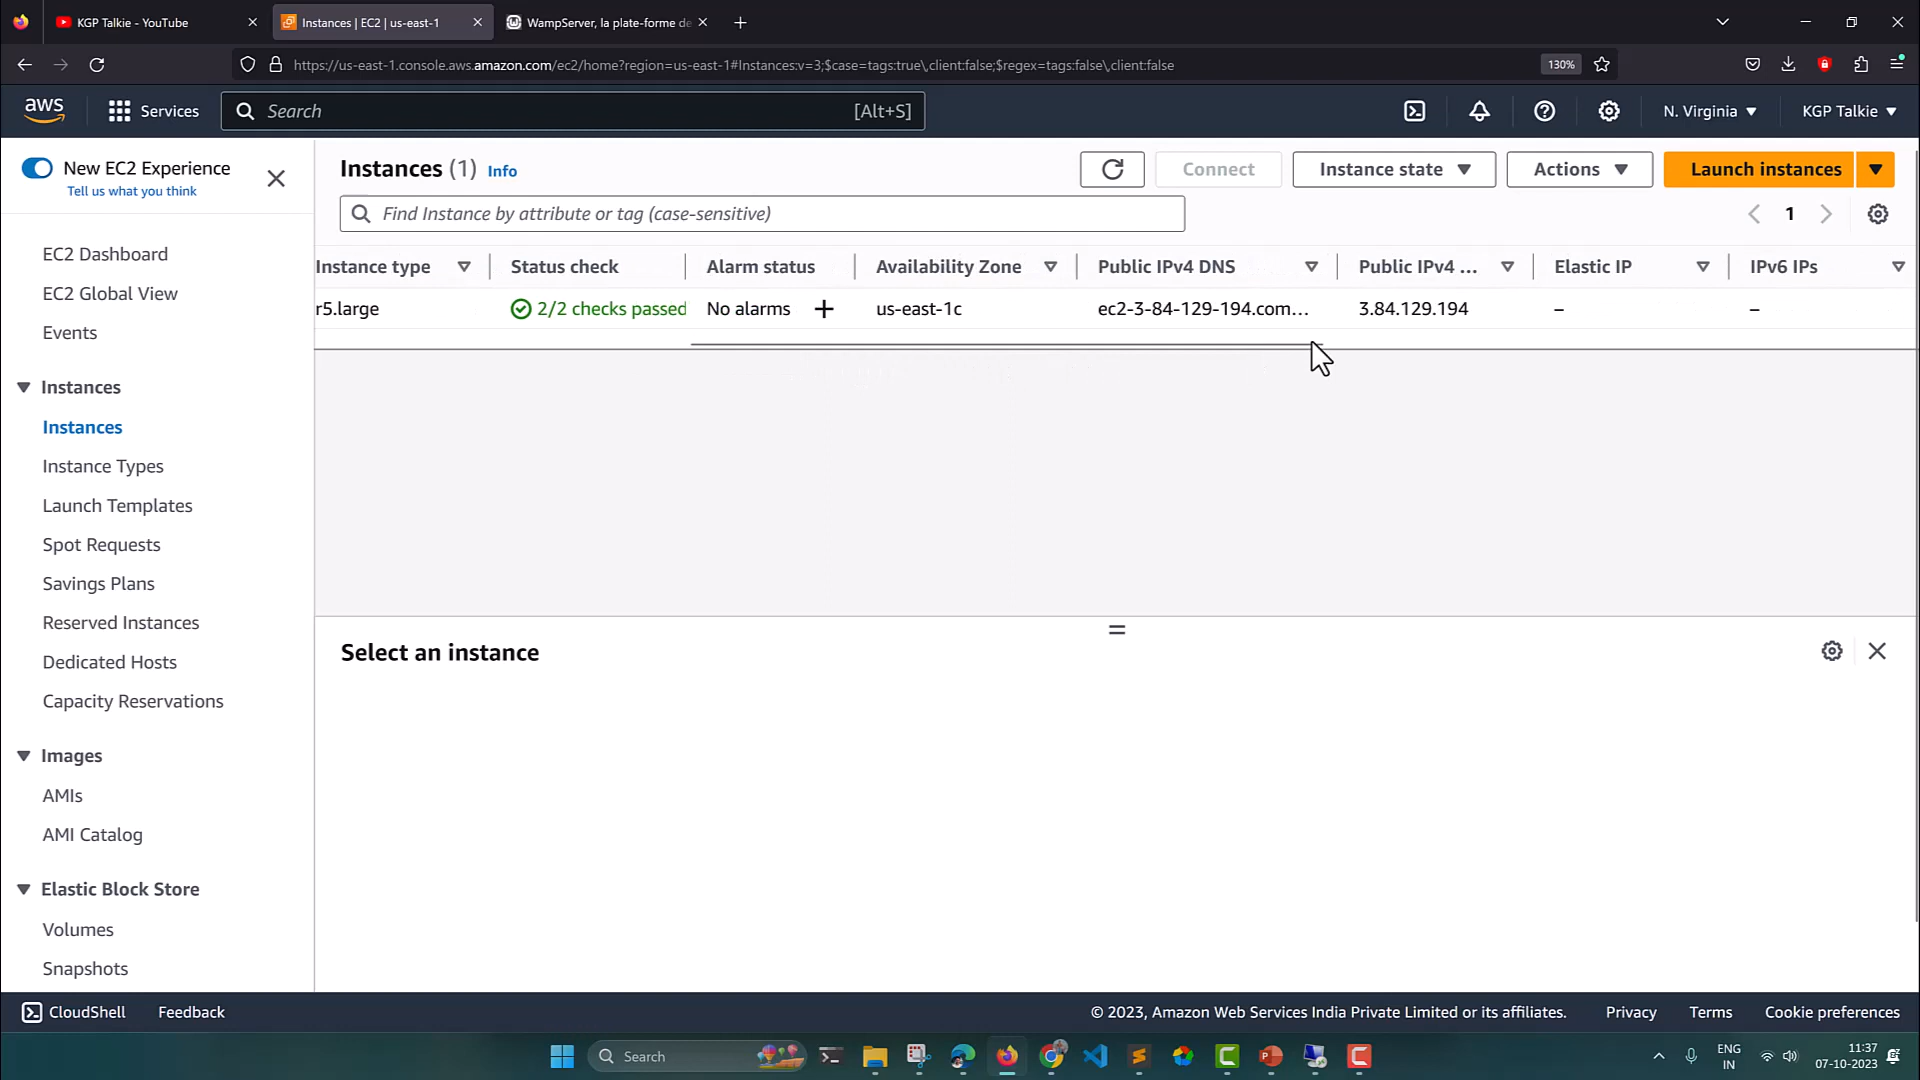 KGP Talkie - YouTube
Instances | EC2 | us-east-1
WampServer, la plate-forme de
https://us-east-1.console.aws.amazon.com/ec2/home?region=us-east-1#Instances:v=3;$case=tags:true\,client:false;$regex=tags:false\,client:false
130%
aws
Services
Search
[Alt+S]
N. Virginia
KGP Talkie
New EC2 Experience
Tell us what you think
EC2 Dashboard
EC2 Global View
Events
Instances
Instances
Instance Types
Launch Templates
Spot Requests
Savings Plans
Reserved Instances
Dedicated Hosts
Capacity Reservations
Images
AMIs
AMI Catalog
Elastic Block Store
Volumes
Snapshots
Instances (1) Info
Connect
Instance state
Actions
Launch instances
Find Instance by attribute or tag (case-sensitive)
1
Instance type Status check Alarm status Availability Zone Public IPv4 DNS Public IPv4 ... Elastic IP IPv6 IPs
r5.large 2/2 checks passed No alarms + us-east-1c ec2-3-84-129-194.com... 3.84.129.194 – –
Select an instance
CloudShell
Feedback
© 2023, Amazon Web Services India Private Limited or its affiliates.
Privacy
Terms
Cookie preferences
Search
ENG
IN
11:37
07-10-2023